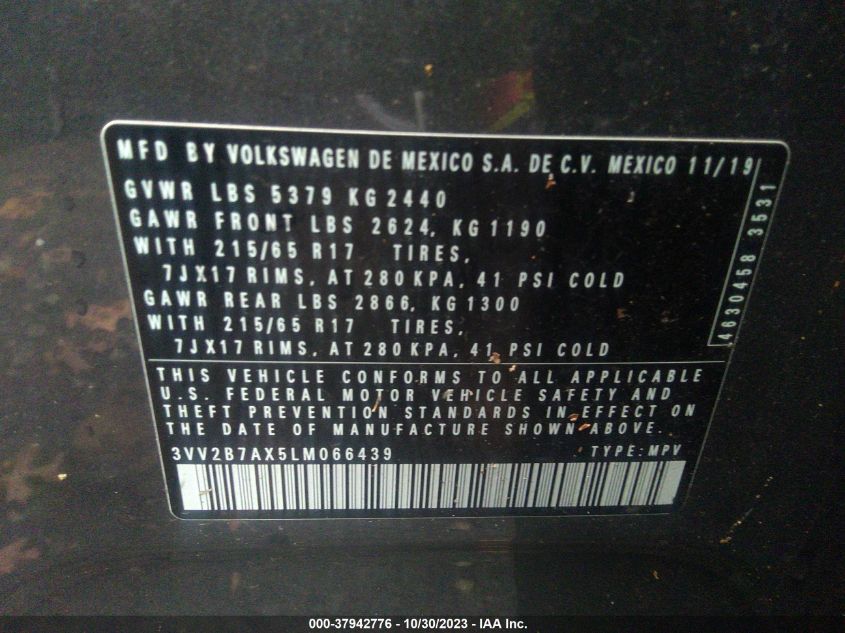 MFD BY VOLKSWAGEN DE MEXICO S.A. DE C.V. MEXICO 11/19
GVWR LBS 5379 KG 2440
GAWR FRONT LBS 2624, KG 1190
WITH 215/65 R17 TIRES,
7JX17 RIMS, AT 280 KPA, 41 PSI COLD
GAWR REAR LBS 2866, KG 1300
WITH 215/65 R17 TIRES,
7JX17 RIMS, AT 280 KPA, 41 PSI COLD
4630458 3531
THIS VEHICLE CONFORMS TO ALL APPLICABLE
U.S. FEDERAL MOTOR VEHICLE SAFETY AND
THEFT PREVENTION STANDARDS IN EFFECT ON
THE DATE OF MANUFACTURE SHOWN ABOVE.
3VV2B7AX5LM066439 TYPE: MPV
000-37942776 - 10/30/2023 - IAA Inc.